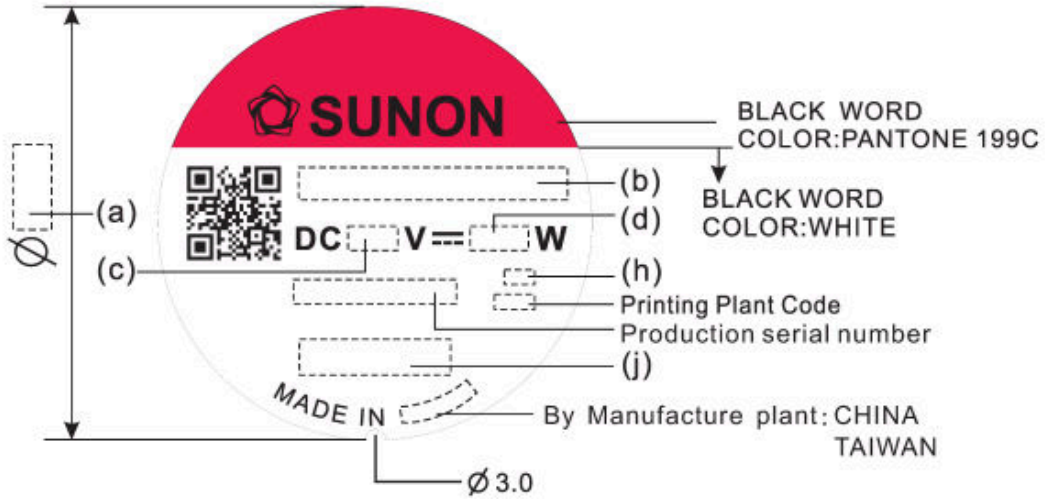 SUNON
BLACK WORD
COLOR:PANTONE 199C
BLACK WORD
COLOR:WHITE
(a)
(b)
(d)
DC V W
(c)
(h)
Printing Plant Code
Production serial number
(j)
MADE IN
By Manufacture plant: CHINA
TAIWAN
Ø
Ø 3.0